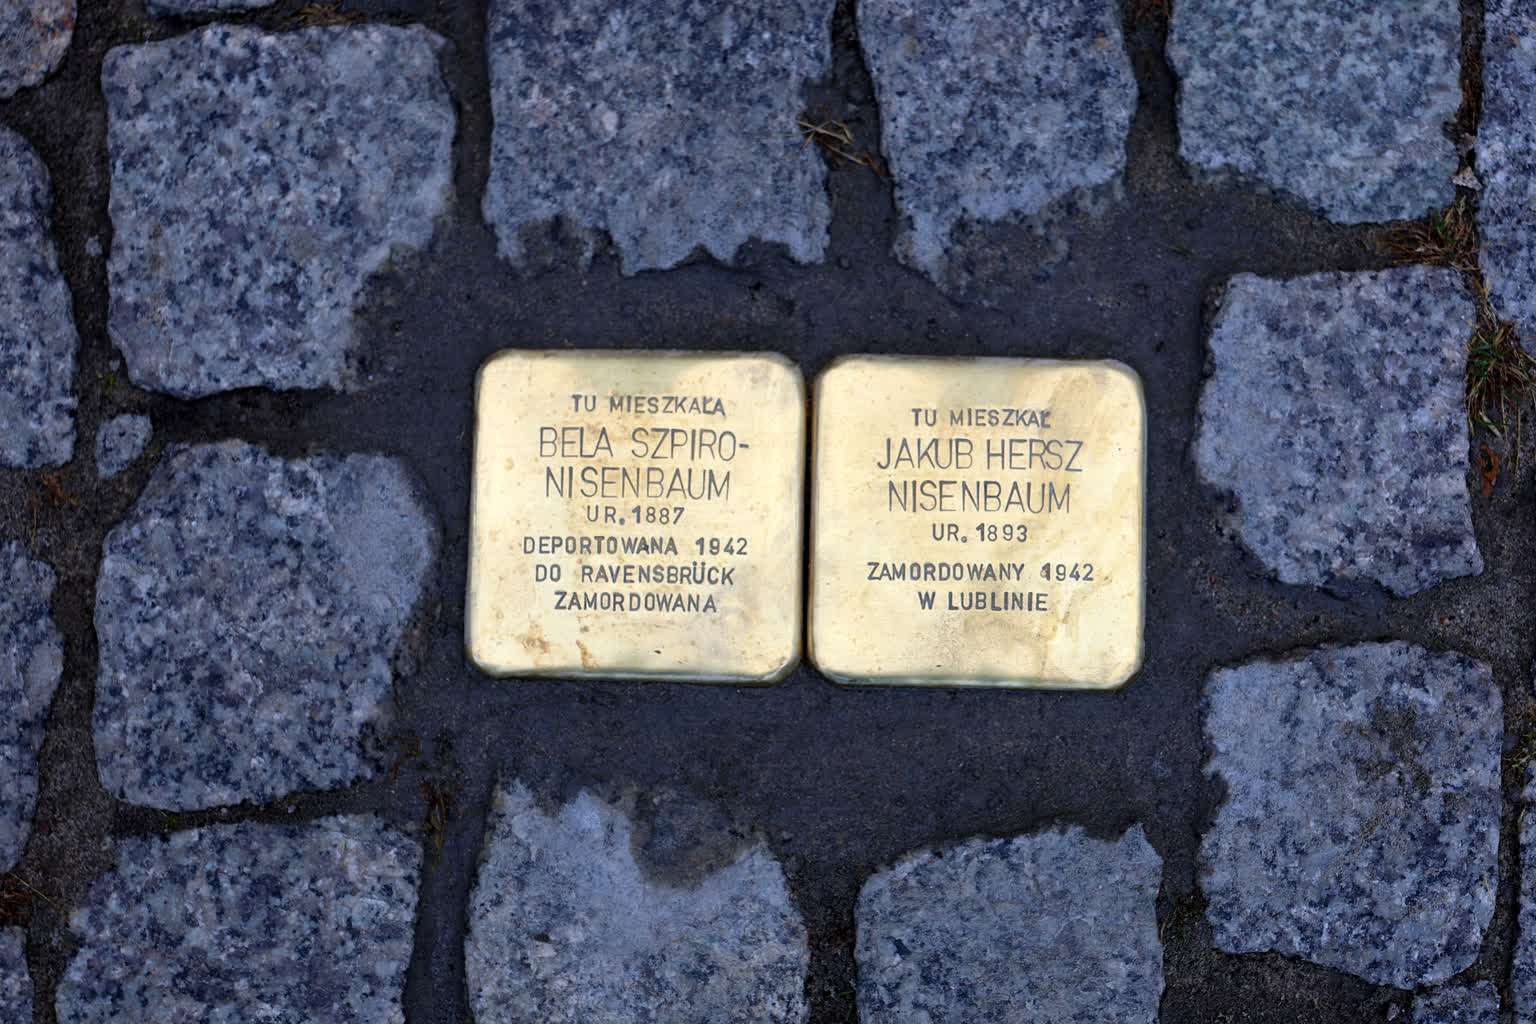 TU MIESZKAŁA
BELA SZPIRO-
NISENBAUM
UR. 1887
DEPORTOWANA 1942
DO RAVENSBRÜCK
ZAMORDOWANA
TU MIESZKAŁ
JAKUB HERSZ
NISENBAUM
UR. 1893
ZAMORDOWANY 1942
W LUBLINIE